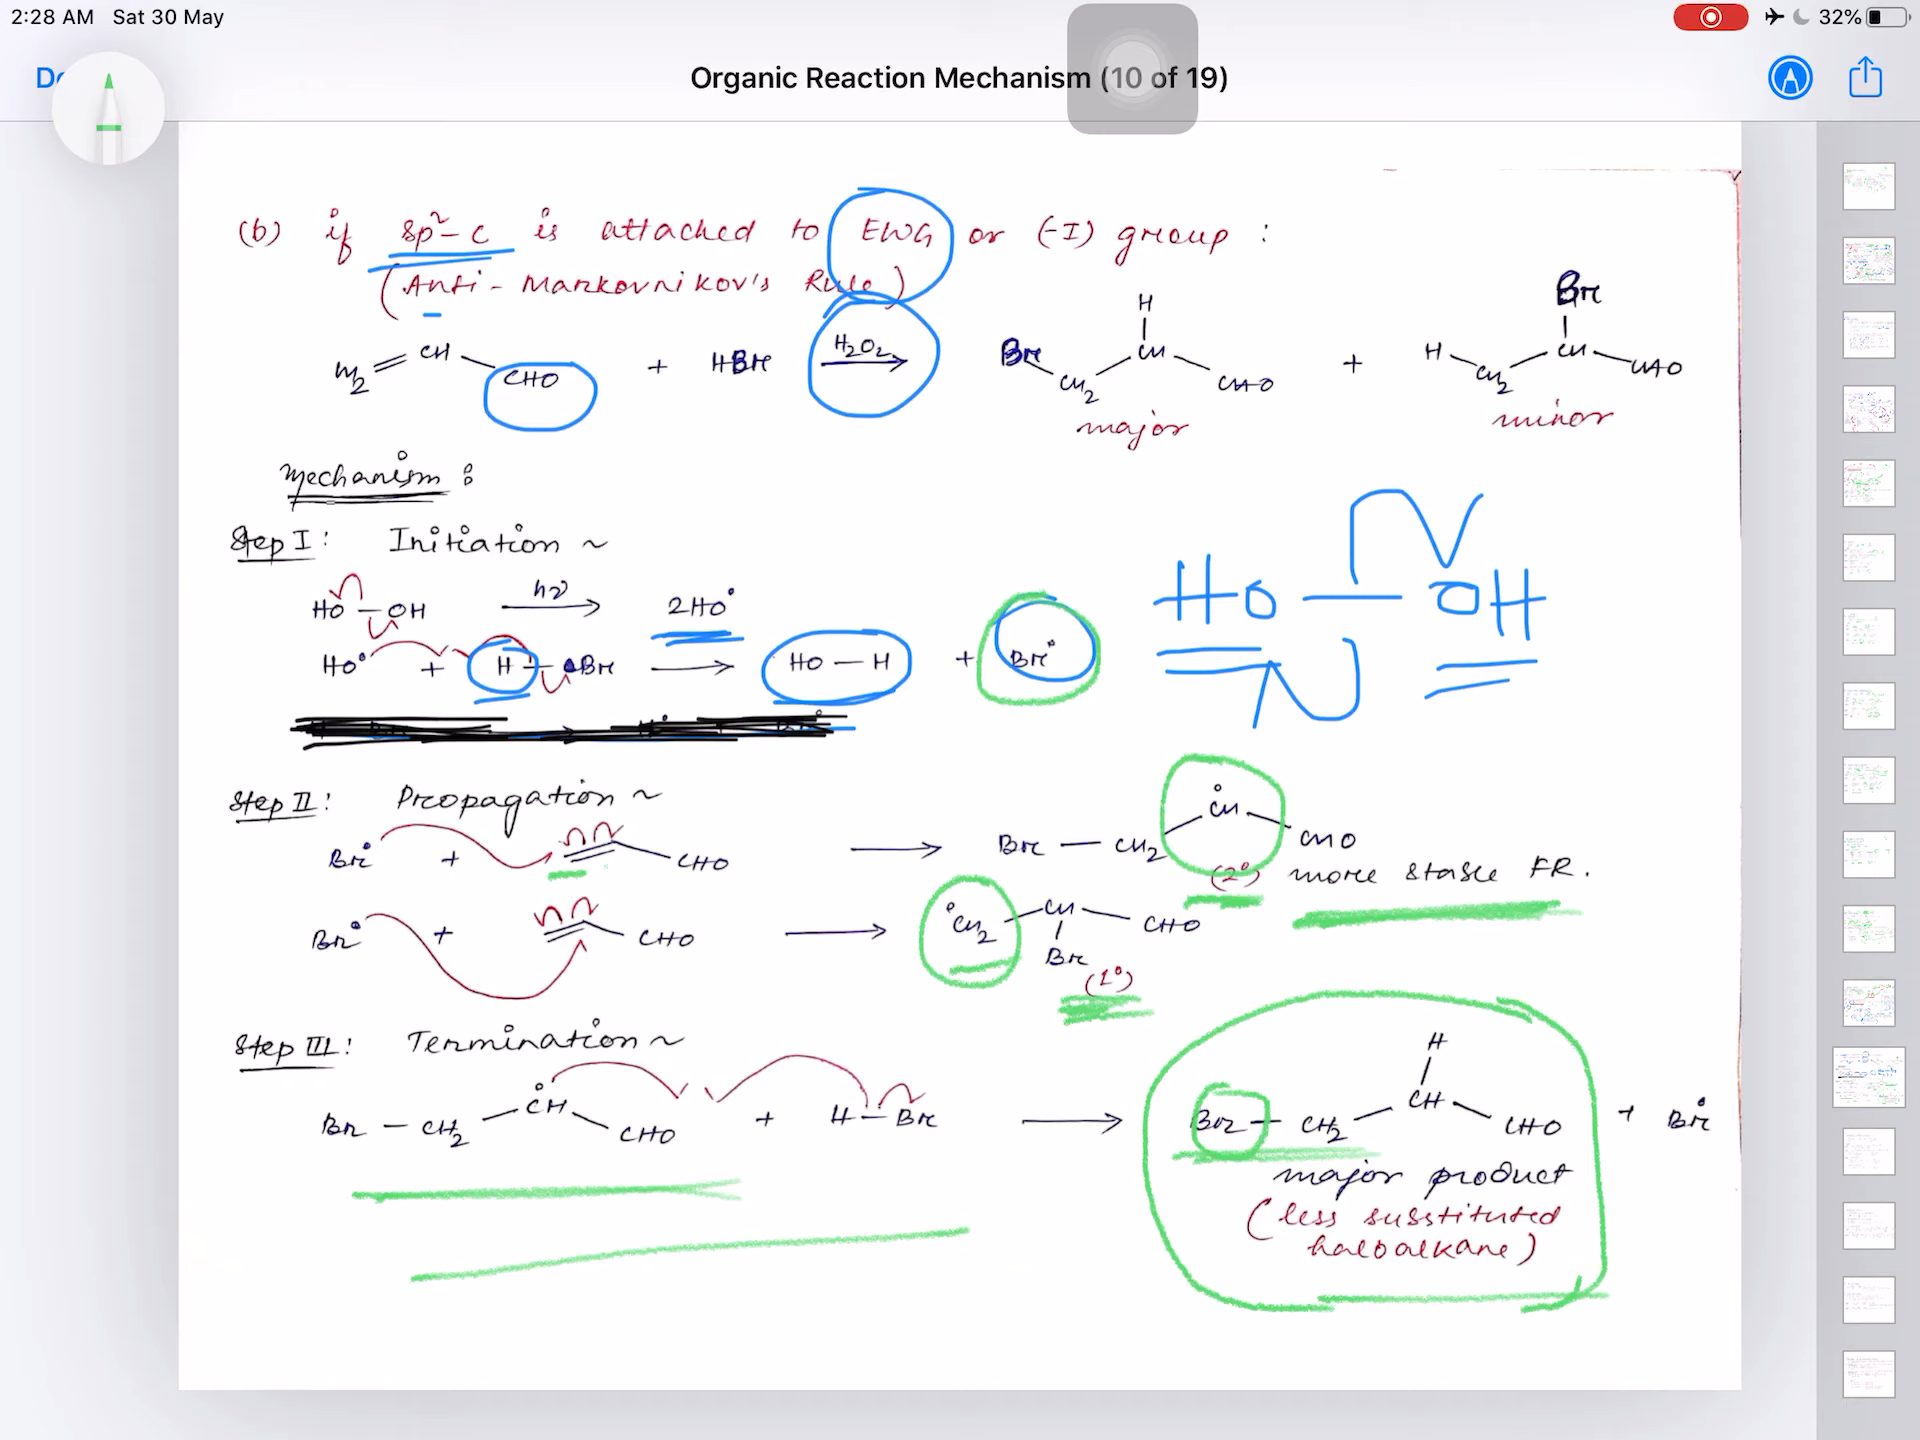 2:28 AM Sat 30 May
32%
Organic Reaction Mechanism (10 of 19)
(b) if sp²-c is attached to EWG or (-I) group :
(Anti - Markovnikov's Rule)
CH2 = CH - CHO + HBr H2O2 Br - CH2 - CH - CHO + H - CH2 - CH - CHO
H
Br
major
minor
Mechanism :
Step I : Initiation ~
HO - OH hν 2HO•
HO - OH
HO• + H - Br → HO - H + Br•
Step II : Propagation ~
Br• + CHO → Br - CH2 - ĊH - CHO
(2°) more stable FR.
Br• + CHO → •CH2 - CH - CHO
Br
(1°)
Step III : Termination ~
H
Br - CH2 - ĊH - CHO + H - Br → Br - CH2 - CH - CHO + Br•
major product
(less substituted
haloalkane)